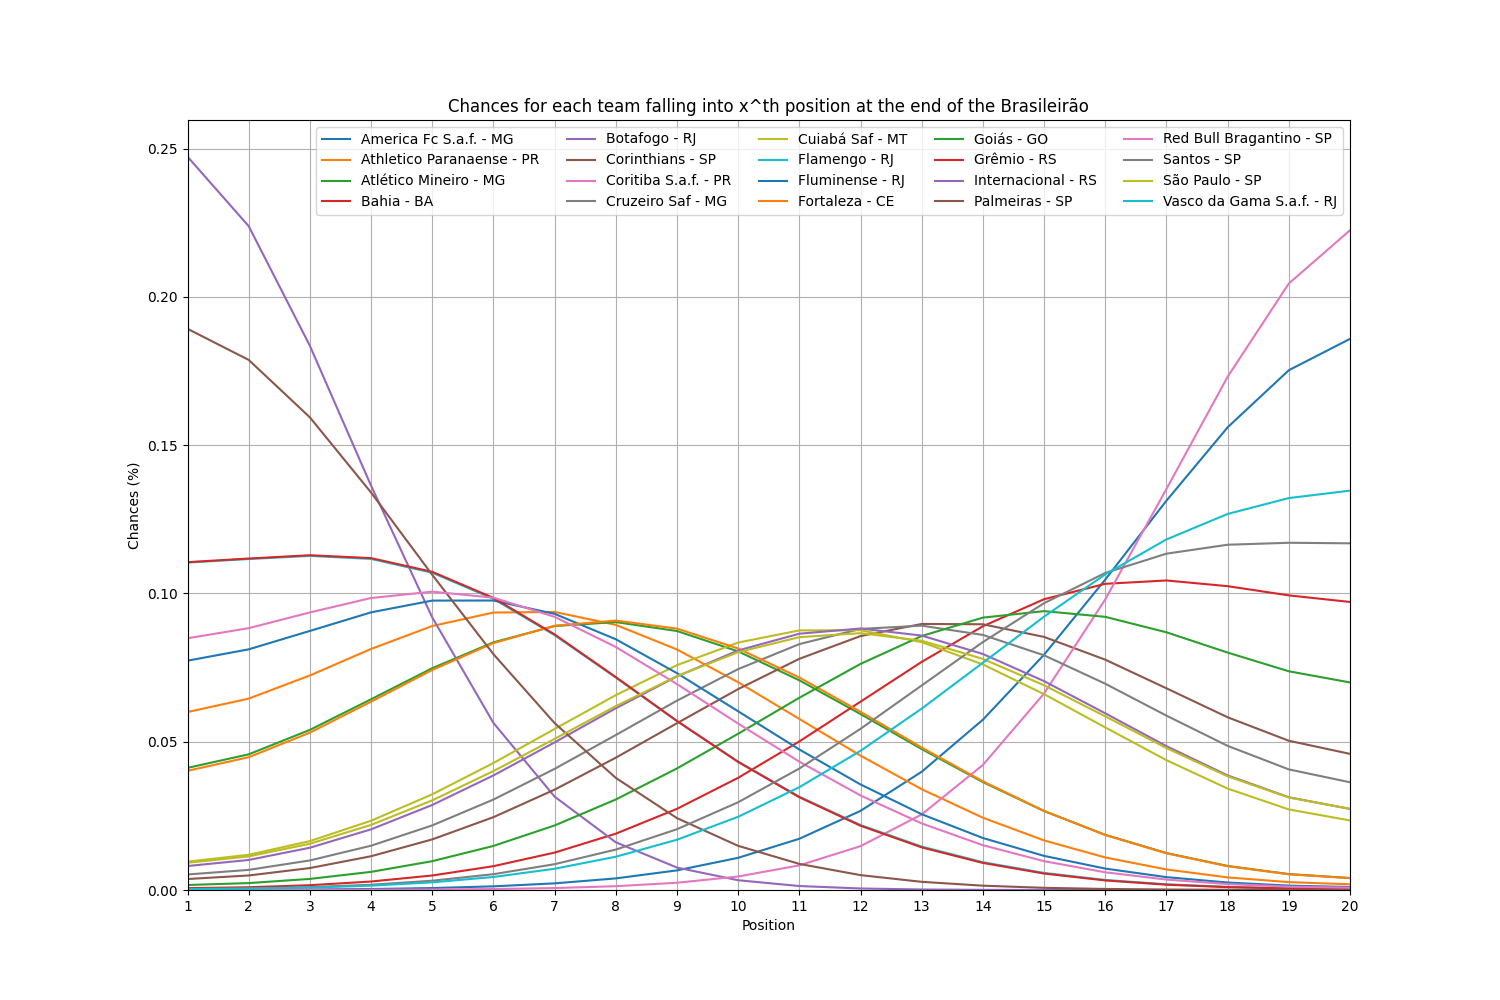 Chances for each team falling into x^th position at the end of the Brasileirão
America Fc S.a.f. - MG
Athletico Paranaense - PR
Atlético Mineiro - MG
Bahia - BA
Botafogo - RJ
Corinthians - SP
Coritiba S.a.f. - PR
Cruzeiro Saf - MG
Cuiabá Saf - MT
Flamengo - RJ
Fluminense - RJ
Fortaleza - CE
Goiás - GO
Grêmio - RS
Internacional - RS
Palmeiras - SP
Red Bull Bragantino - SP
Santos - SP
São Paulo - SP
Vasco da Gama S.a.f. - RJ
0.25
0.20
0.15
0.10
0.05
0.00
Chances (%)
1 2 3 4 5 6 7 8 9 10 11 12 13 14 15 16 17 18 19 20
Position